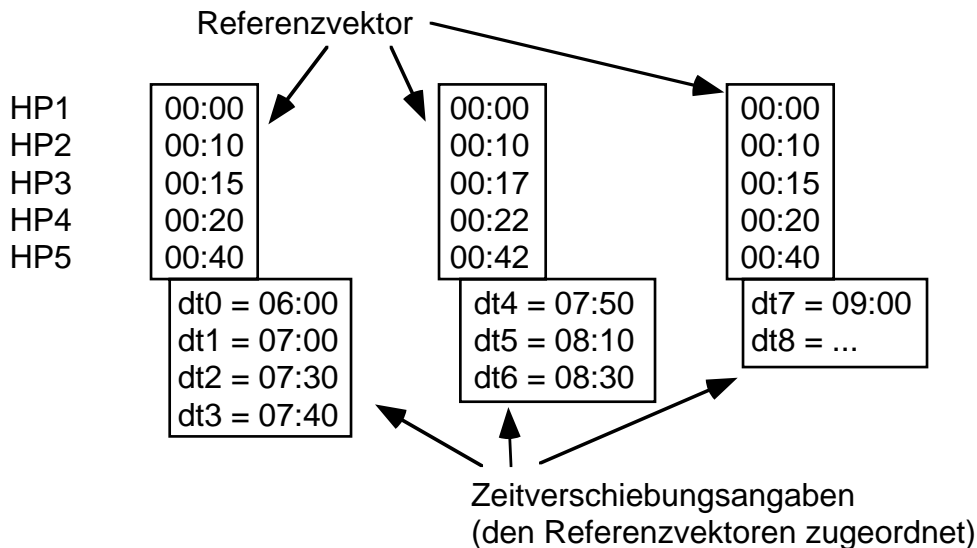 Referenzvektor
HP1 00:00 00:00 00:00
HP2 00:10 00:10 00:10
HP3 00:15 00:17 00:15
HP4 00:20 00:22 00:20
HP5 00:40 00:42 00:40
dt0 = 06:00 dt4 = 07:50 dt7 = 09:00
dt1 = 07:00 dt5 = 08:10 dt8 = ...
dt2 = 07:30 dt6 = 08:30
dt3 = 07:40
Zeitverschiebungsangaben
(den Referenzvektoren zugeordnet)